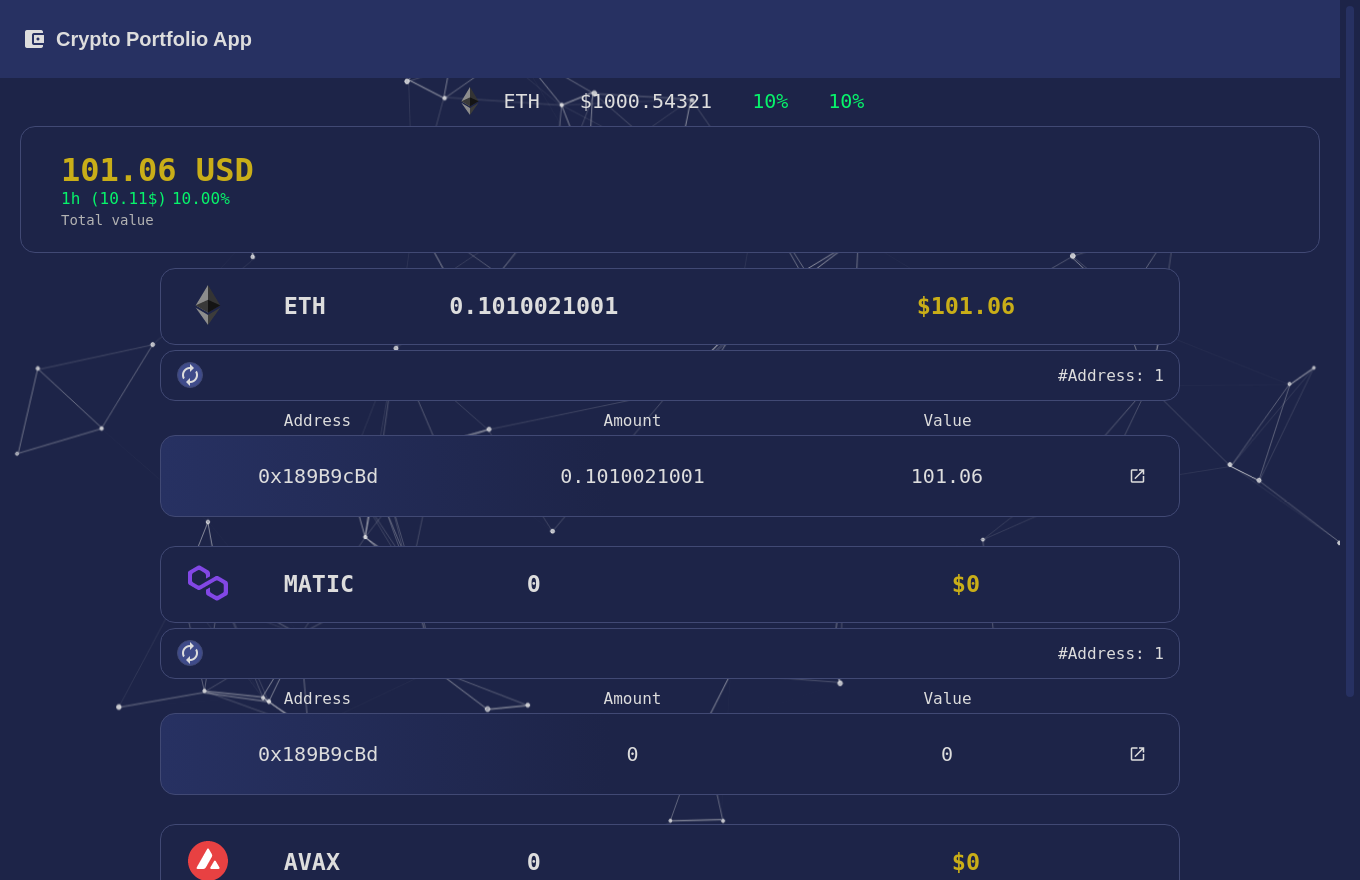 Crypto Portfolio App
ETH $1000.54321 10% 10%
101.06 USD
1h (10.11$) 10.00%
Total value
ETH 0.1010021001 $101.06
#Address: 1
Address Amount Value
0x189B9cBd 0.1010021001 101.06
MATIC 0 $0
#Address: 1
Address Amount Value
0x189B9cBd 0 0
AVAX 0 $0